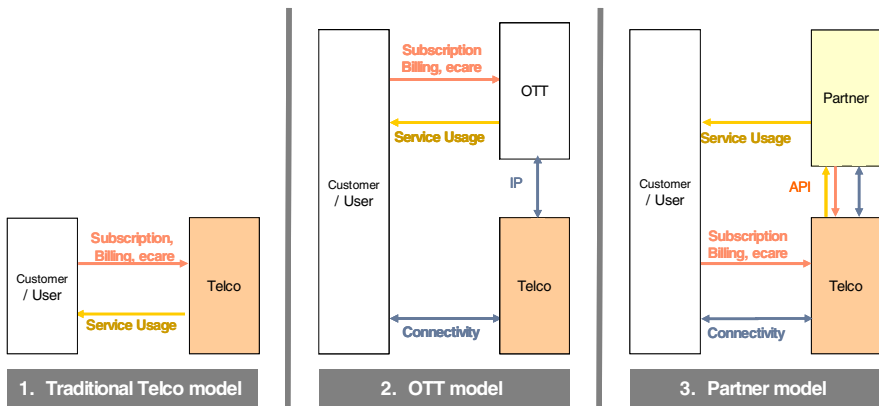 Customer
/ User
Subscription,
Billing, ecare
Service Usage
Telco
1. Traditional Telco model
Customer
/ User
Subscription
Billing, ecare
OTT
Service Usage
IP
Telco
Connectivity
2. OTT model
Customer
/ User
Partner
Service Usage
API
Subscription
Billing, ecare
Telco
Connectivity
3. Partner model